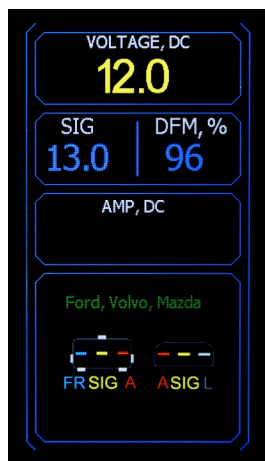 VOLTAGE, DC
12.0
SIG DFM, %
13.0 96
AMP, DC
Ford, Volvo, Mazda
FR SIG A A SIG L